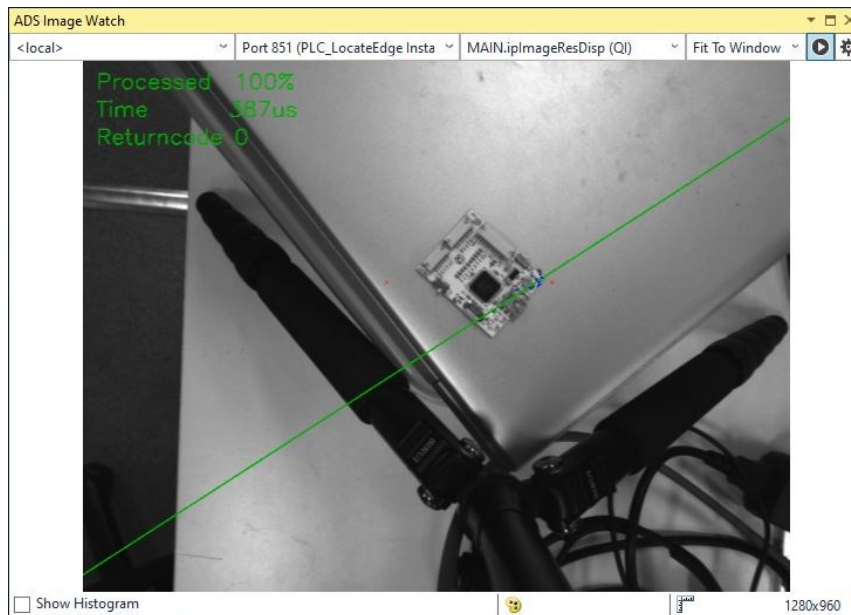 ADS Image Watch
<local>
Port 851 (PLC_LocateEdge Insta
MAIN.ipImageResDisp (QI)
Fit To Window
Processed 100%
Time 387us
Returncode 0
Show Histogram
1280x960